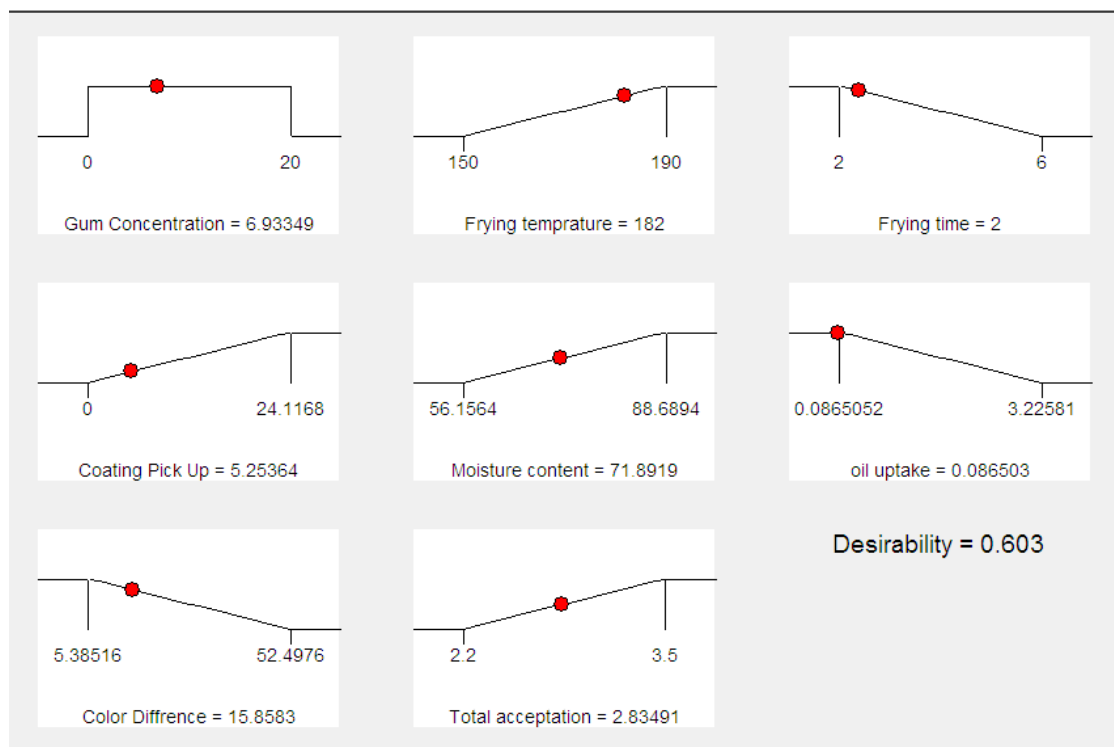 0 20
Gum Concentration = 6.93349
150 190
Frying temprature = 182
2 6
Frying time = 2
0 24.1168
Coating Pick Up = 5.25364
56.1564 88.6894
Moisture content = 71.8919
0.0865052 3.22581
oil uptake = 0.086503
5.38516 52.4976
Color Diffrence = 15.8583
2.2 3.5
Total acceptation = 2.83491
Desirability = 0.603